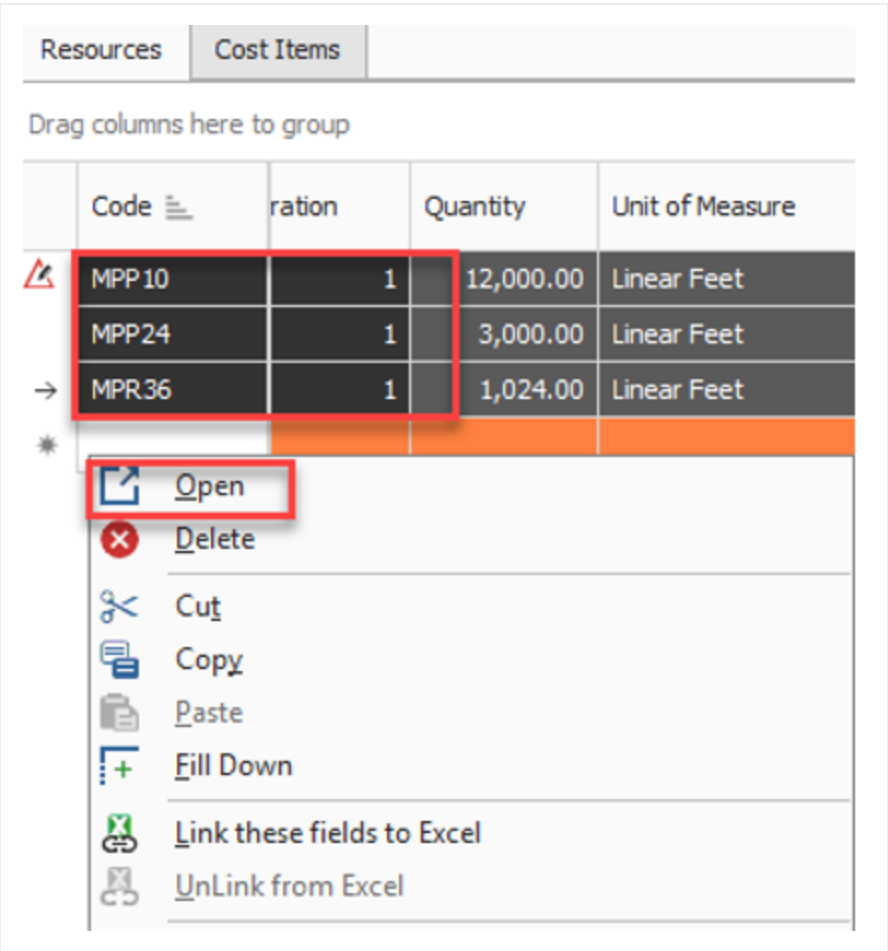 Resources Cost Items
Drag columns here to group
Code ration Quantity Unit of Measure
MPP10 1 12,000.00 Linear Feet
MPP24 1 3,000.00 Linear Feet
MPR36 1 1,024.00 Linear Feet
Open
Delete
Cut
Copy
Paste
Fill Down
Link these fields to Excel
UnLink from Excel